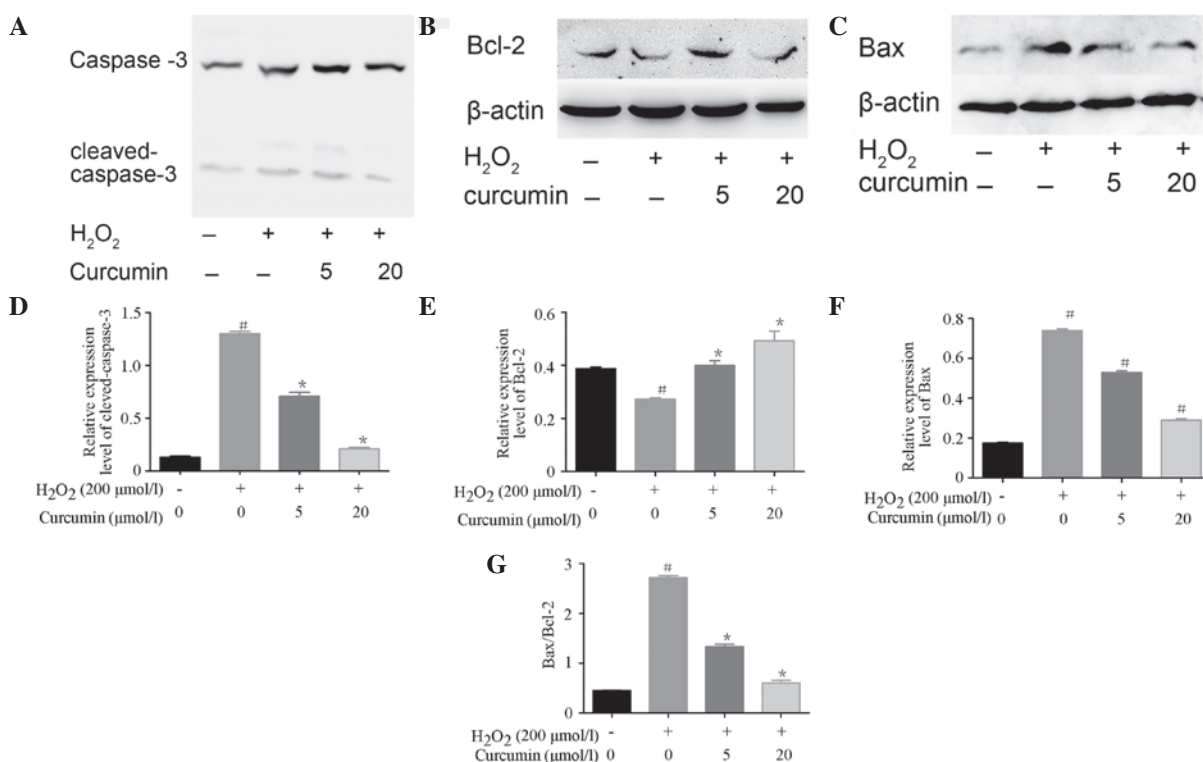 A
Caspase -3
cleaved-
caspase-3
H₂O₂ – + + +
Curcumin – – 5 20
B
Bcl-2
β-actin
H₂O₂ – + + +
curcumin – – 5 20
C
Bax
β-actin
H₂O₂ – + + +
curcumin – – 5 20
D
Relative expression
level of cleved-caspase-3
1.5
1.0
0.5
0
#
*
*
H₂O₂ (200 μmol/l) - + + +
Curcumin (μmol/l) 0 0 5 20
E
Relative expression
level of Bcl-2
0.6
0.4
0.2
0
#
*
*
H₂O₂ (200 μmol/l) - + + +
Curcumin (μmol/l) 0 0 5 20
F
Relative expression
level of Bax
0.8
0.6
0.4
0.2
0
#
#
#
H₂O₂ (200 μmol/l) - + + +
Curcumin (μmol/l) 0 0 5 20
G
Bax/Bcl-2
3
2
1
0
#
*
*
H₂O₂ (200 μmol/l) - + + +
Curcumin (μmol/l) 0 0 5 20